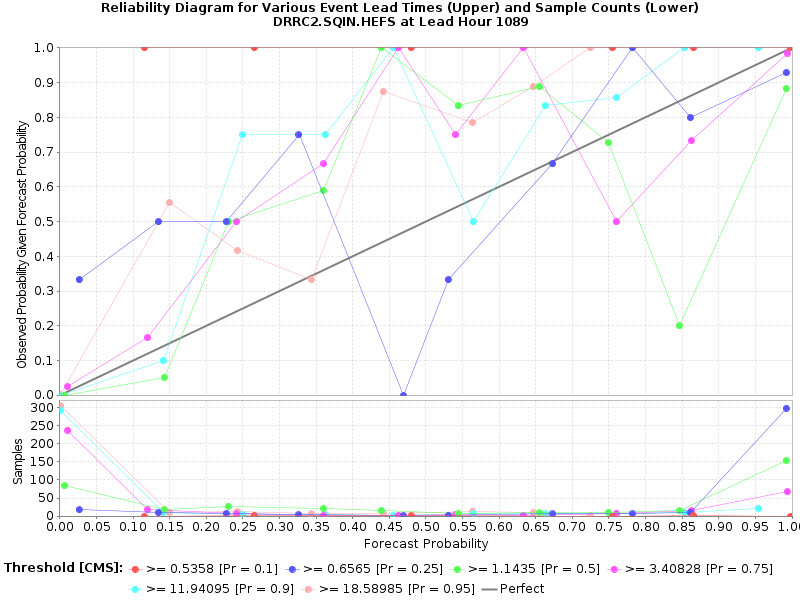 Reliability Diagram for Various Event Lead Times (Upper) and Sample Counts (Lower)
DRRC2.SQIN.HEFS at Lead Hour 1089
Observed Probability Given Forecast Probability
1.0
0.9
0.8
0.7
0.6
0.5
0.4
0.3
0.2
0.1
0.0
Samples
300
250
200
150
100
50
0
0.00 0.05 0.10 0.15 0.20 0.25 0.30 0.35 0.40 0.45 0.50 0.55 0.60 0.65 0.70 0.75 0.80 0.85 0.90 0.95 1.00
Forecast Probability
Threshold [CMS]: >= 0.5358 [Pr = 0.1] >= 0.6565 [Pr = 0.25] >= 1.1435 [Pr = 0.5] >= 3.40828 [Pr = 0.75]
>= 11.94095 [Pr = 0.9] >= 18.58985 [Pr = 0.95] Perfect